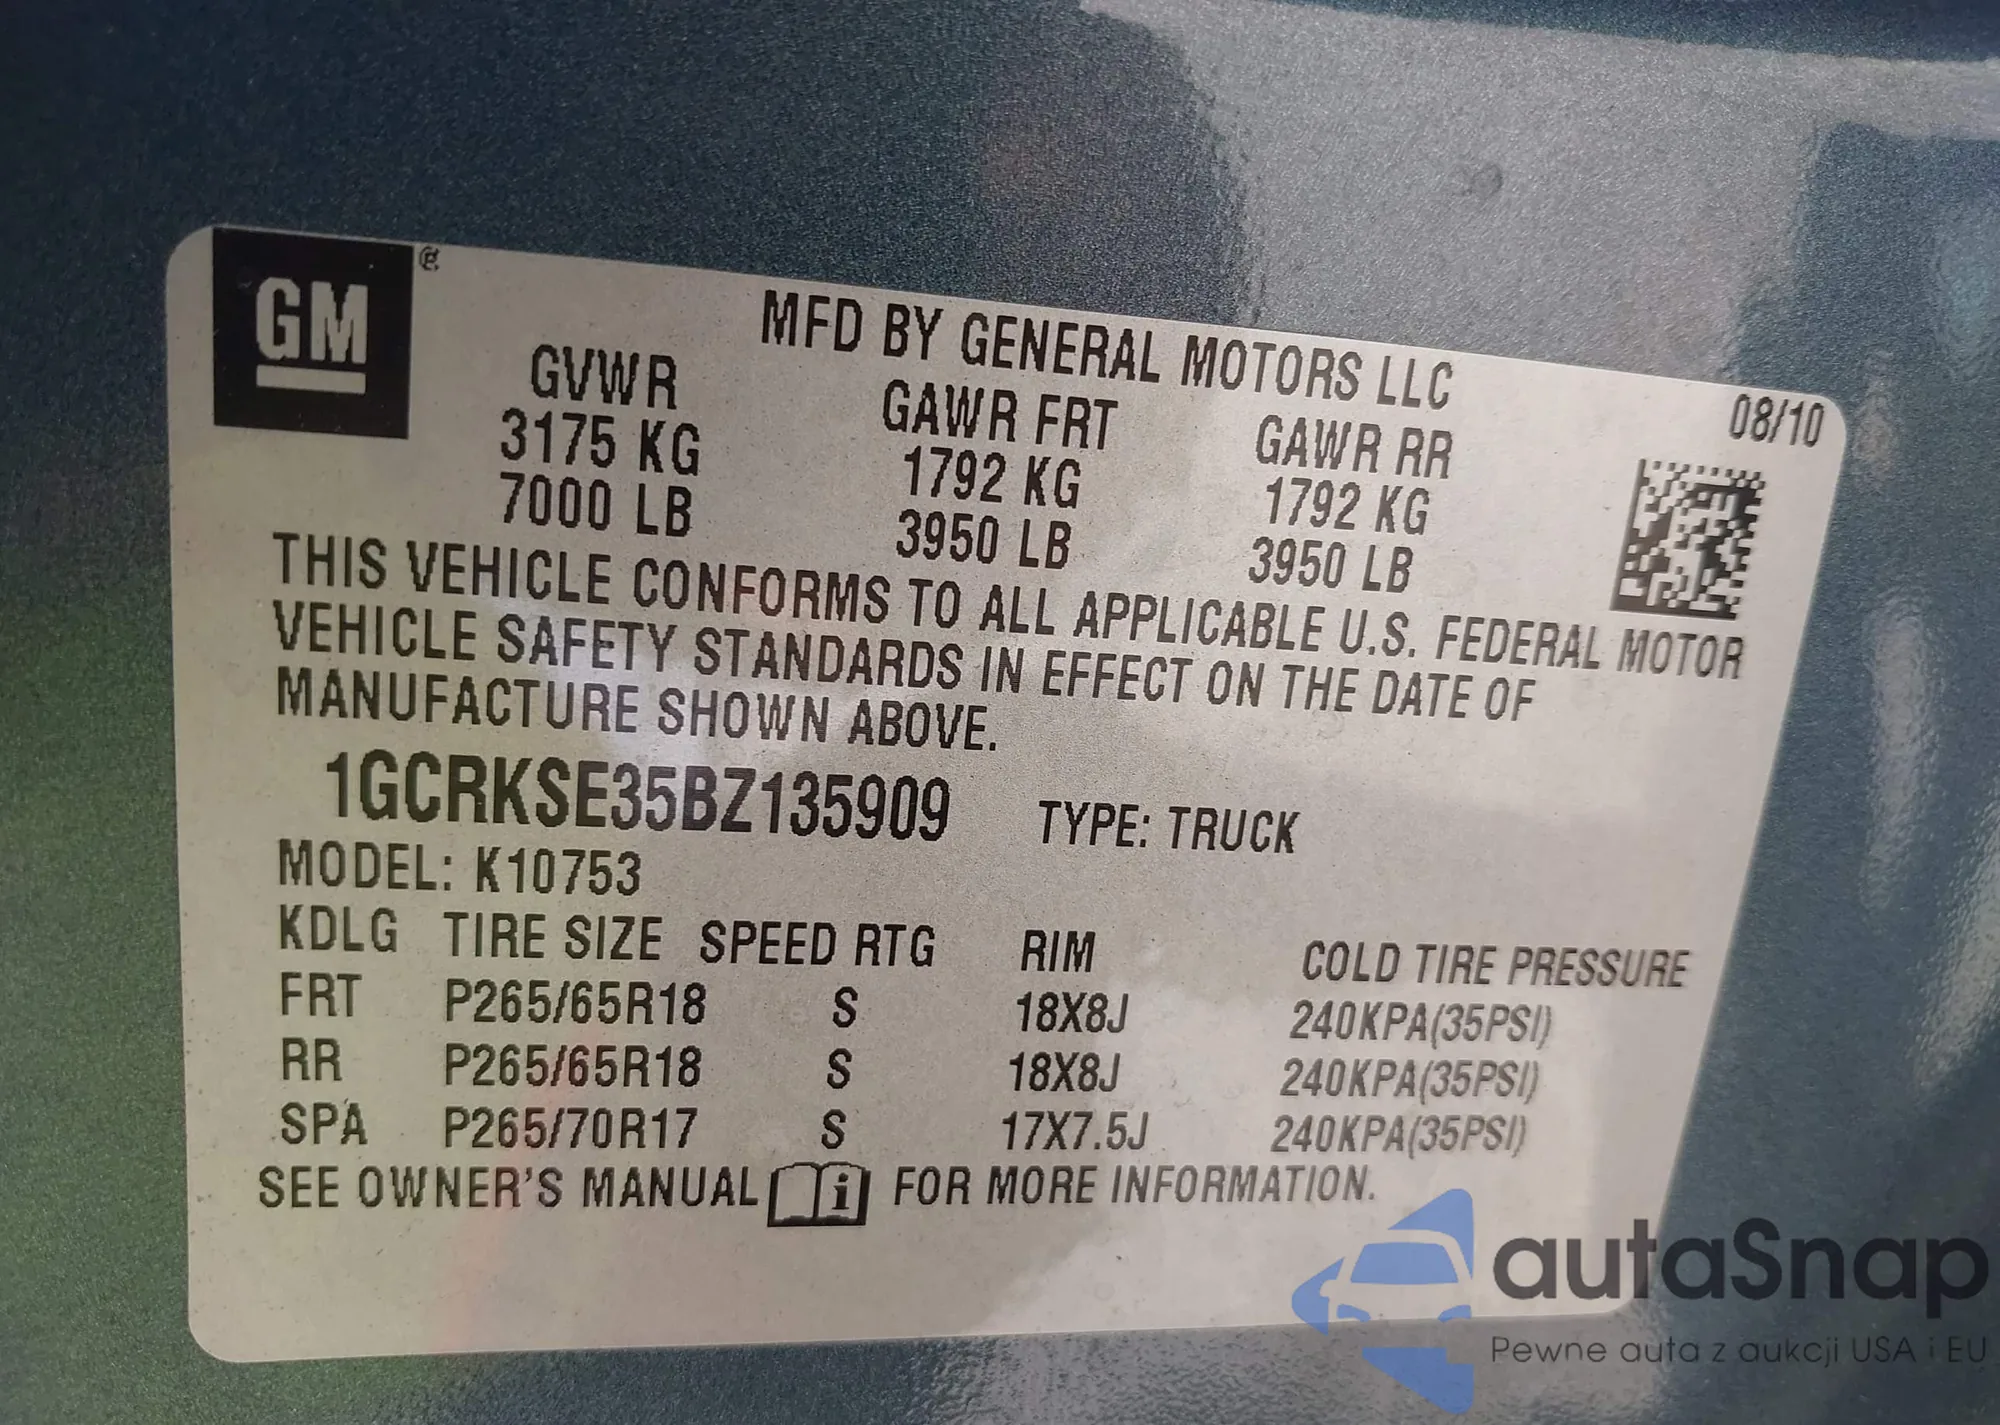 GM
MFD BY GENERAL MOTORS LLC
08/10
GVWR GAWR FRT GAWR RR
3175 KG 1792 KG 1792 KG
7000 LB 3950 LB 3950 LB
THIS VEHICLE CONFORMS TO ALL APPLICABLE U.S. FEDERAL MOTOR
VEHICLE SAFETY STANDARDS IN EFFECT ON THE DATE OF
MANUFACTURE SHOWN ABOVE.
1GCRKSE35BZ135909 TYPE: TRUCK
MODEL: K10753
KDLG TIRE SIZE SPEED RTG RIM COLD TIRE PRESSURE
FRT P265/65R18 S 18X8J 240KPA(35PSI)
RR P265/65R18 S 18X8J 240KPA(35PSI)
SPA P265/70R17 S 17X7.5J 240KPA(35PSI)
SEE OWNER'S MANUAL i FOR MORE INFORMATION.
autaSnap
Pewne auta z aukcji USA i EU